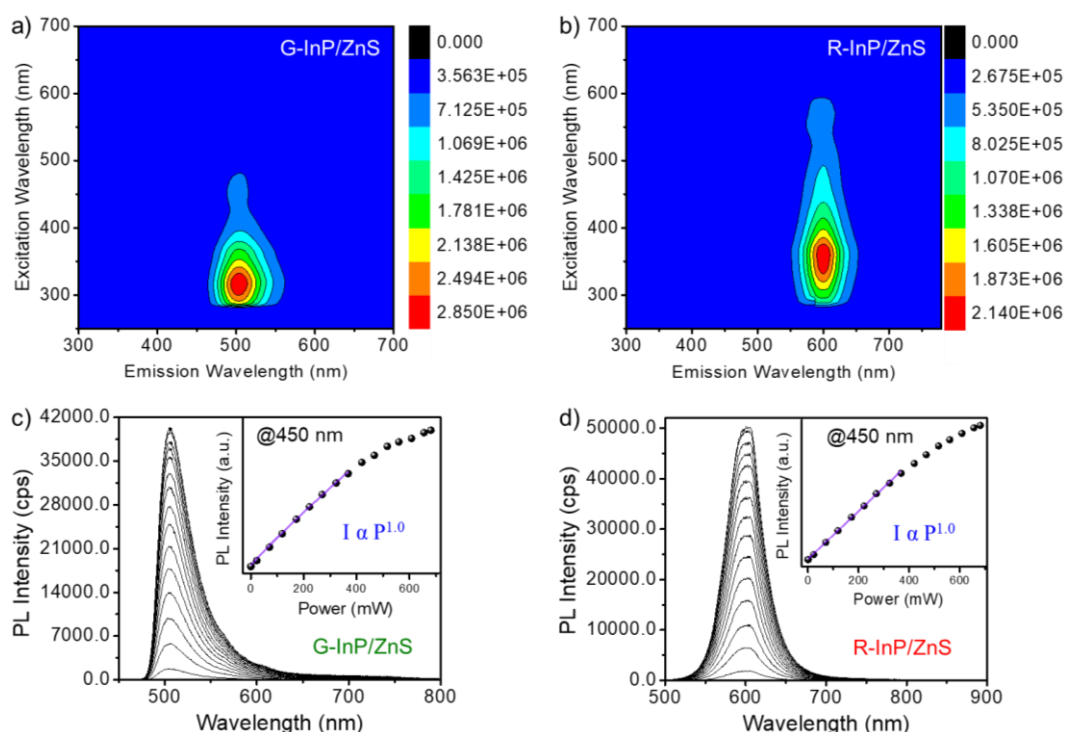 a)
G-InP/ZnS
700
600
500
400
300
300 400 500 600 700
Excitation Wavelength (nm)
Emission Wavelength (nm)
0.000
3.563E+05
7.125E+05
1.069E+06
1.425E+06
1.781E+06
2.138E+06
2.494E+06
2.850E+06
b)
R-InP/ZnS
700
600
500
400
300
300 400 500 600 700
Excitation Wavelength (nm)
Emission Wavelength (nm)
0.000
2.675E+05
5.350E+05
8.025E+05
1.070E+06
1.338E+06
1.605E+06
1.873E+06
2.140E+06
c)
42000.0
35000.0
28000.0
21000.0
14000.0
7000.0
0.0
PL Intensity (cps)
500 600 700 800
Wavelength (nm)
@450 nm
PL Intensity (a.u.)
I α P^1.0
0 200 400 600
Power (mW)
G-InP/ZnS
d)
50000.0
40000.0
30000.0
20000.0
10000.0
0.0
PL Intensity (cps)
500 600 700 800 900
Wavelength (nm)
@450 nm
PL Intensity (a.u.)
I α P^1.0
0 200 400 600
Power (mW)
R-InP/ZnS